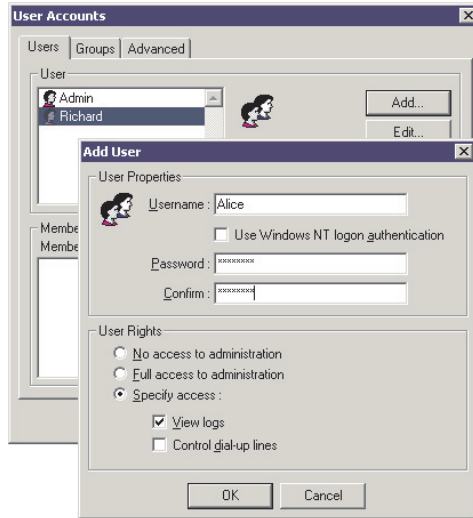 User Accounts
Users Groups Advanced
User
Admin
Richard
Add...
Edit...
Add User
User Properties
Username : Alice
Use Windows NT logon authentication
Password : ********
Confirm : ********
Membe
Membe
User Rights
No access to administration
Full access to administration
Specify access :
View logs
Control dial-up lines
OK Cancel